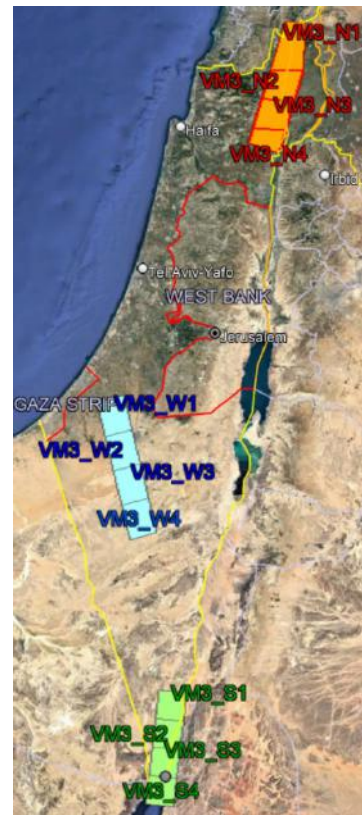 VM3_N1
VM3_N2
VM3_N3
Haifa
VM3_N4
Irbid
Tel Aviv-Yafo
WEST BANK
Jerusalem
GAZA STRIP
VM3_W1
VM3_W2
VM3_W3
VM3_W4
VM3_S1
VM3_S2
VM3_S3
VM3_S4